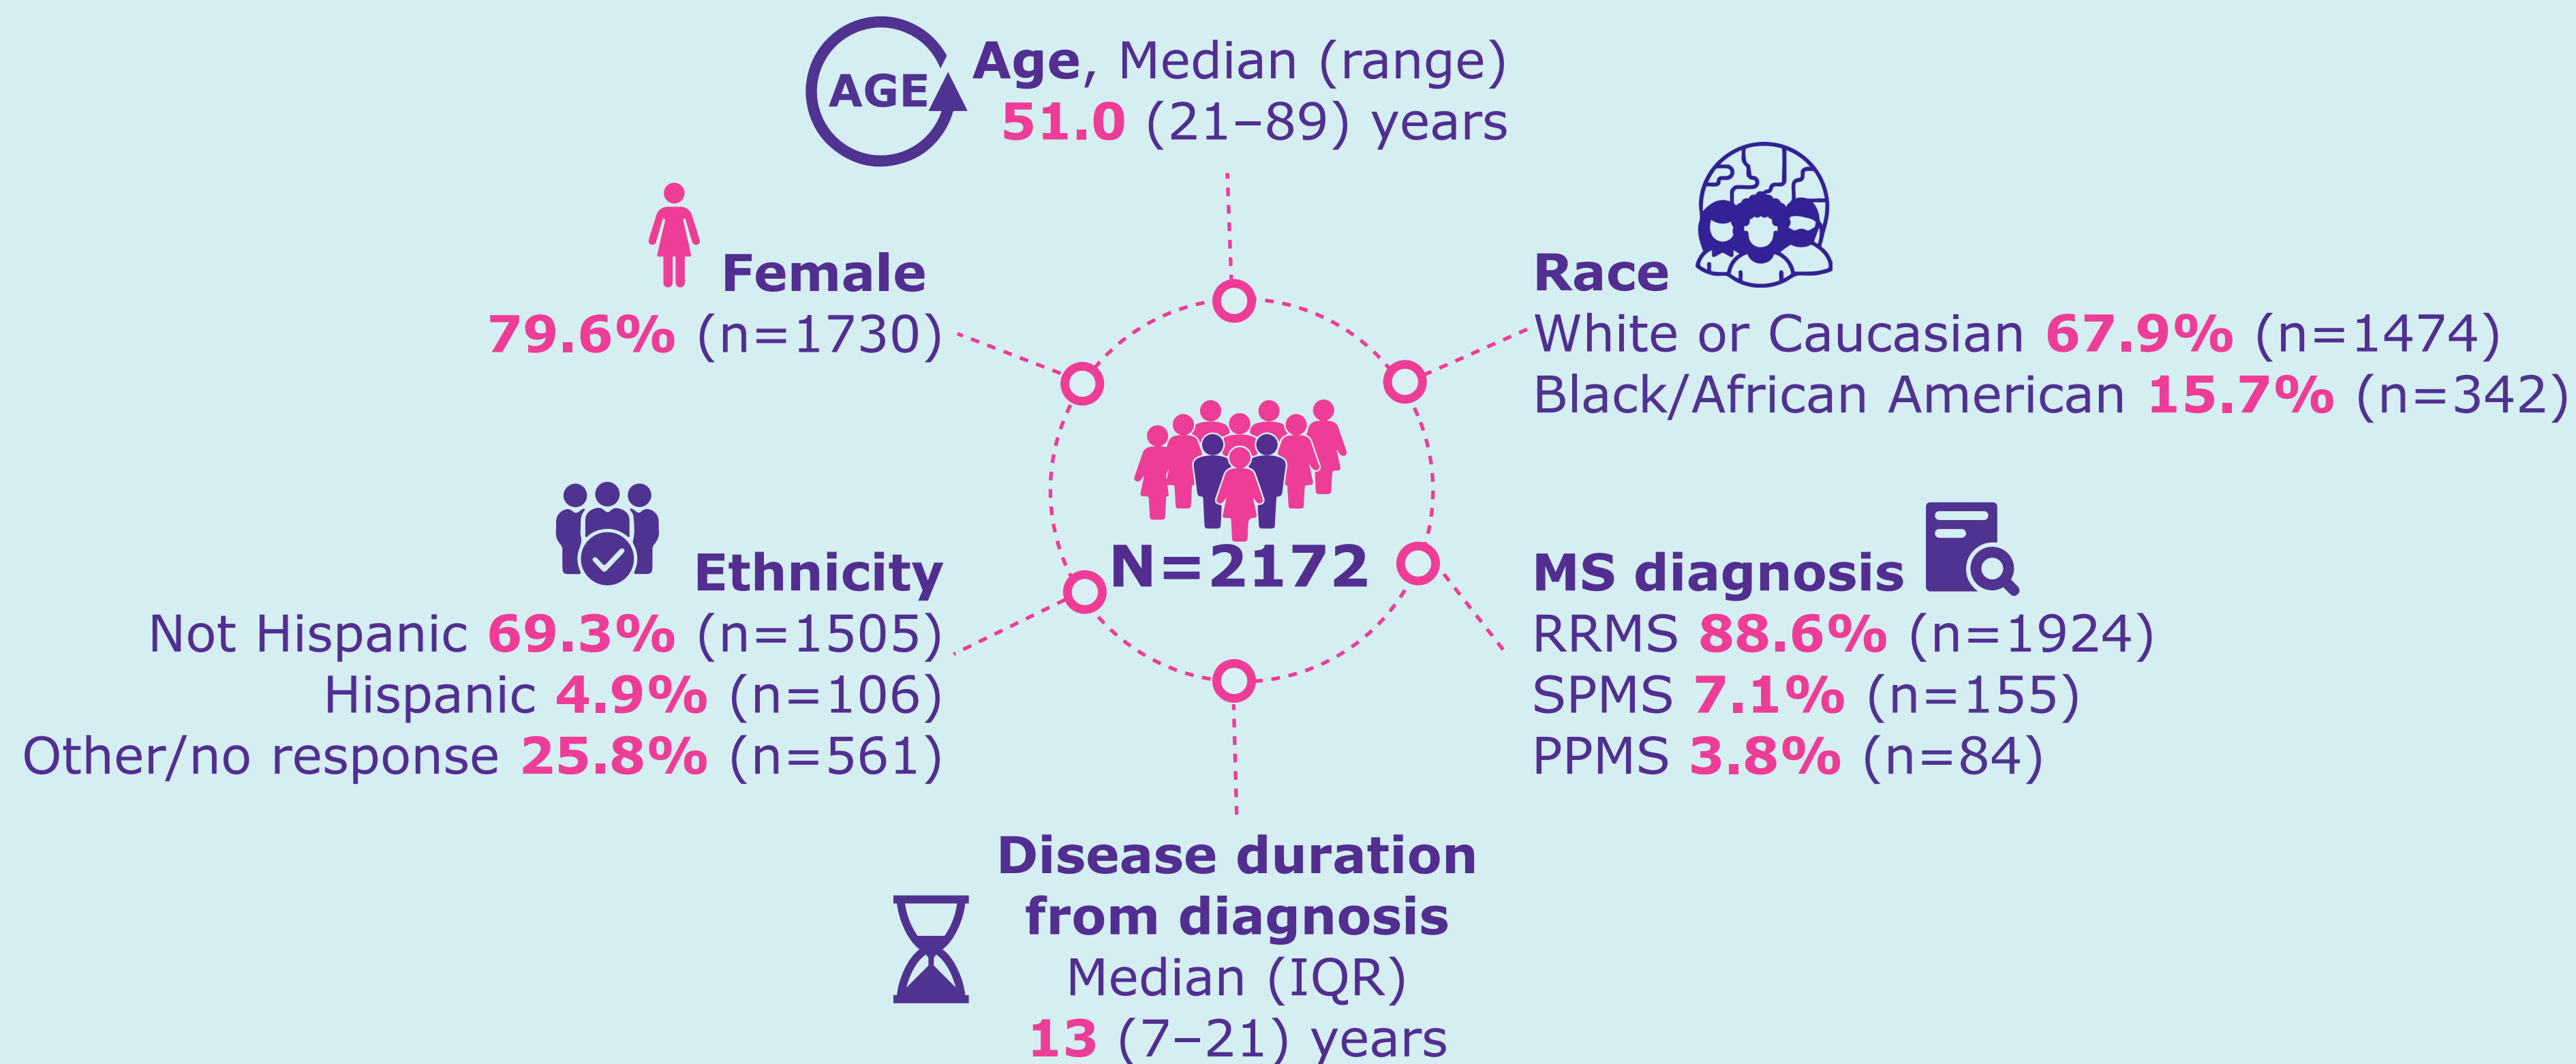 AGE
Age, Median (range)
51.0 (21–89) years
Female
79.6% (n=1730)
Race
White or Caucasian 67.9% (n=1474)
Black/African American 15.7% (n=342)
N=2172
Ethnicity
Not Hispanic 69.3% (n=1505)
Hispanic 4.9% (n=106)
Other/no response 25.8% (n=561)
MS diagnosis
RRMS 88.6% (n=1924)
SPMS 7.1% (n=155)
PPMS 3.8% (n=84)
Disease duration
from diagnosis
Median (IQR)
13 (7–21) years